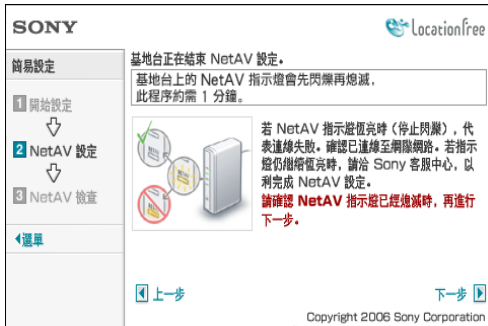 SONY
LocationFree
簡易設定
1 開始設定
2 NetAV 設定
3 NetAV 檢查
選單
基地台正在結束 NetAV 設定。
基地台上的 NetAV 指示燈會先閃爍再熄滅，
此程序約需 1 分鐘。
若 NetAV 指示燈恆亮時（停止閃爍），代
表連線失敗。確認已連線至網際網路。若指示
燈仍繼續恆亮時，請洽 Sony 客服中心，以
利完成 NetAV 設定。
請確認 NetAV 指示燈已經熄滅時，再進行
下一步。
上一步
下一步
Copyright 2006 Sony Corporation